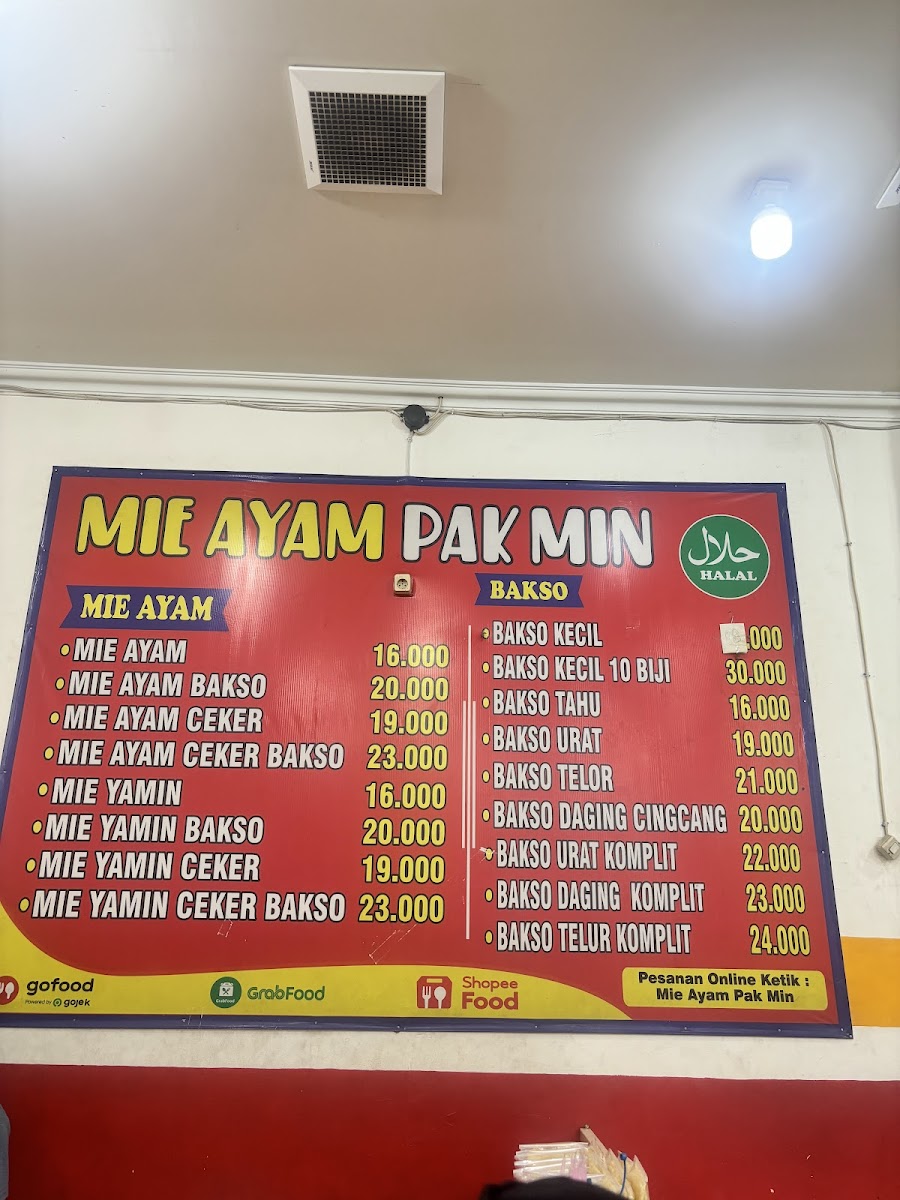 MIE AYAM PAK MIN
حلال
HALAL
MIE AYAM
MIE AYAM 16.000
MIE AYAM BAKSO 20.000
MIE AYAM CEKER 19.000
MIE AYAM CEKER BAKSO 23.000
MIE YAMIN 16.000
MIE YAMIN BAKSO 20.000
MIE YAMIN CEKER 19.000
MIE YAMIN CEKER BAKSO 23.000
BAKSO
BAKSO KECIL .000
BAKSO KECIL 10 BIJI 30.000
BAKSO TAHU 16.000
BAKSO URAT 19.000
BAKSO TELOR 21.000
BAKSO DAGING CINGCANG 20.000
BAKSO URAT KOMPLIT 22.000
BAKSO DAGING KOMPLIT 23.000
BAKSO TELUR KOMPLIT 24.000
gofood
Powered by gojek
GrabFood
GrabFood
Shopee
Food
Pesanan Online Ketik :
Mie Ayam Pak Min